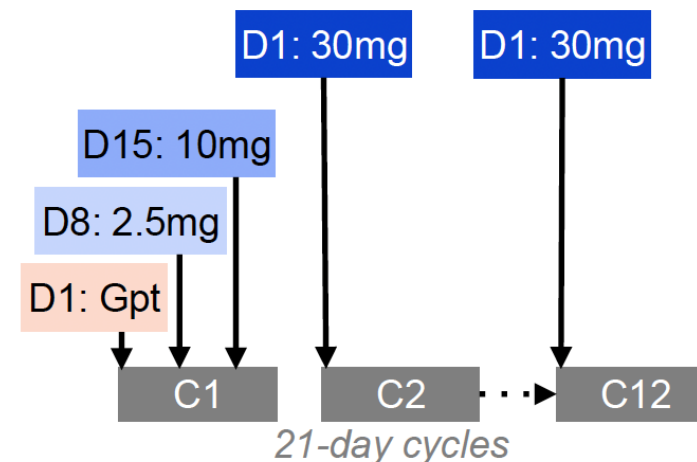 D1: 30mg
D1: 30mg
D15: 10mg
D8: 2.5mg
D1: Gpt
C1
C2
C12
21-day cycles